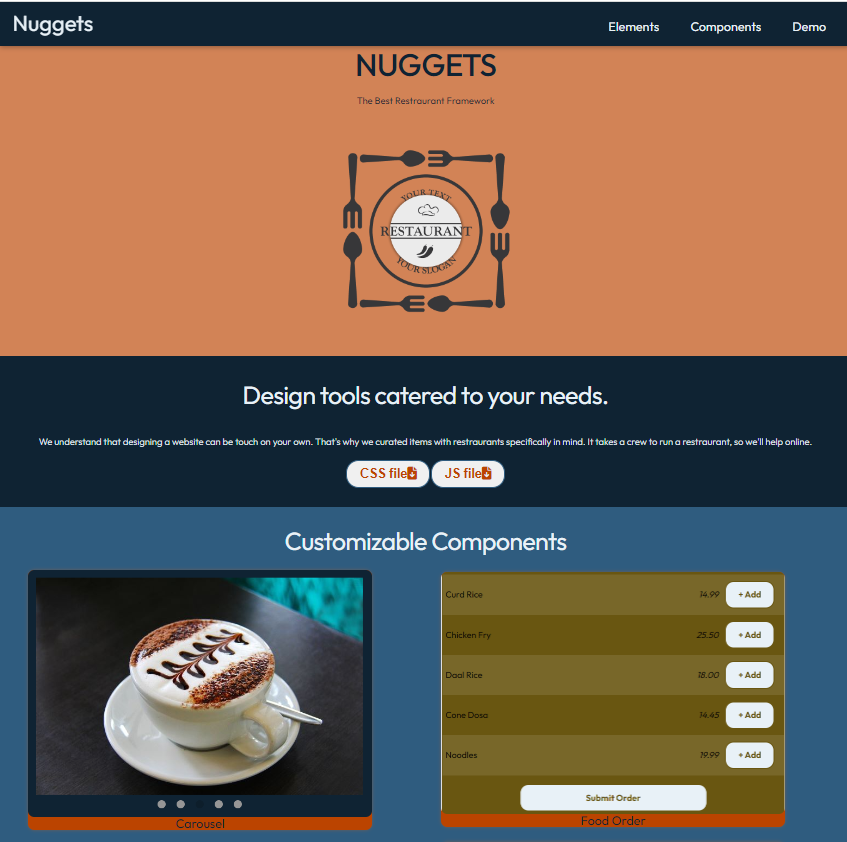 Nuggets
Elements Components Demo
NUGGETS
The Best Restraurant Framework
YOUR TEXT
RESTAURANT
YOUR SLOGAN
Design tools catered to your needs.
We understand that designing a website can be touch on your own. That's why we curated items with restraurants specifically in mind. It takes a crew to run a restraurant, so we'll help online.
CSS file JS file
Customizable Components
Curd Rice 14.99 + Add
Chicken Fry 25.50 + Add
Daal Rice 18.00 + Add
Cone Dosa 14.45 + Add
Noodles 19.99 + Add
Submit Order
Carousel
Food Order